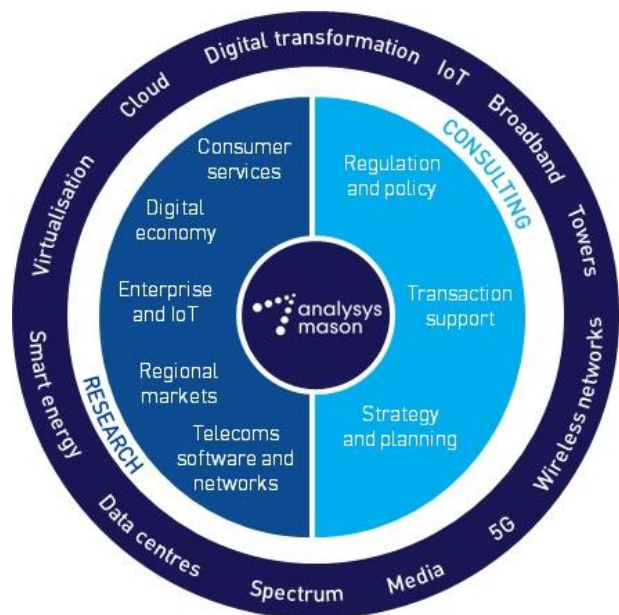 Digital transformation
IoT
Broadband
Towers
Wireless networks
5G
Media
Spectrum
Data centres
Smart energy
Virtualisation
Cloud
CONSULTING
RESEARCH
Consumer
services
Digital
economy
Enterprise
and IoT
Regional
markets
Telecoms
software and
networks
analysys
mason
Regulation
and policy
Transaction
support
Strategy
and planning